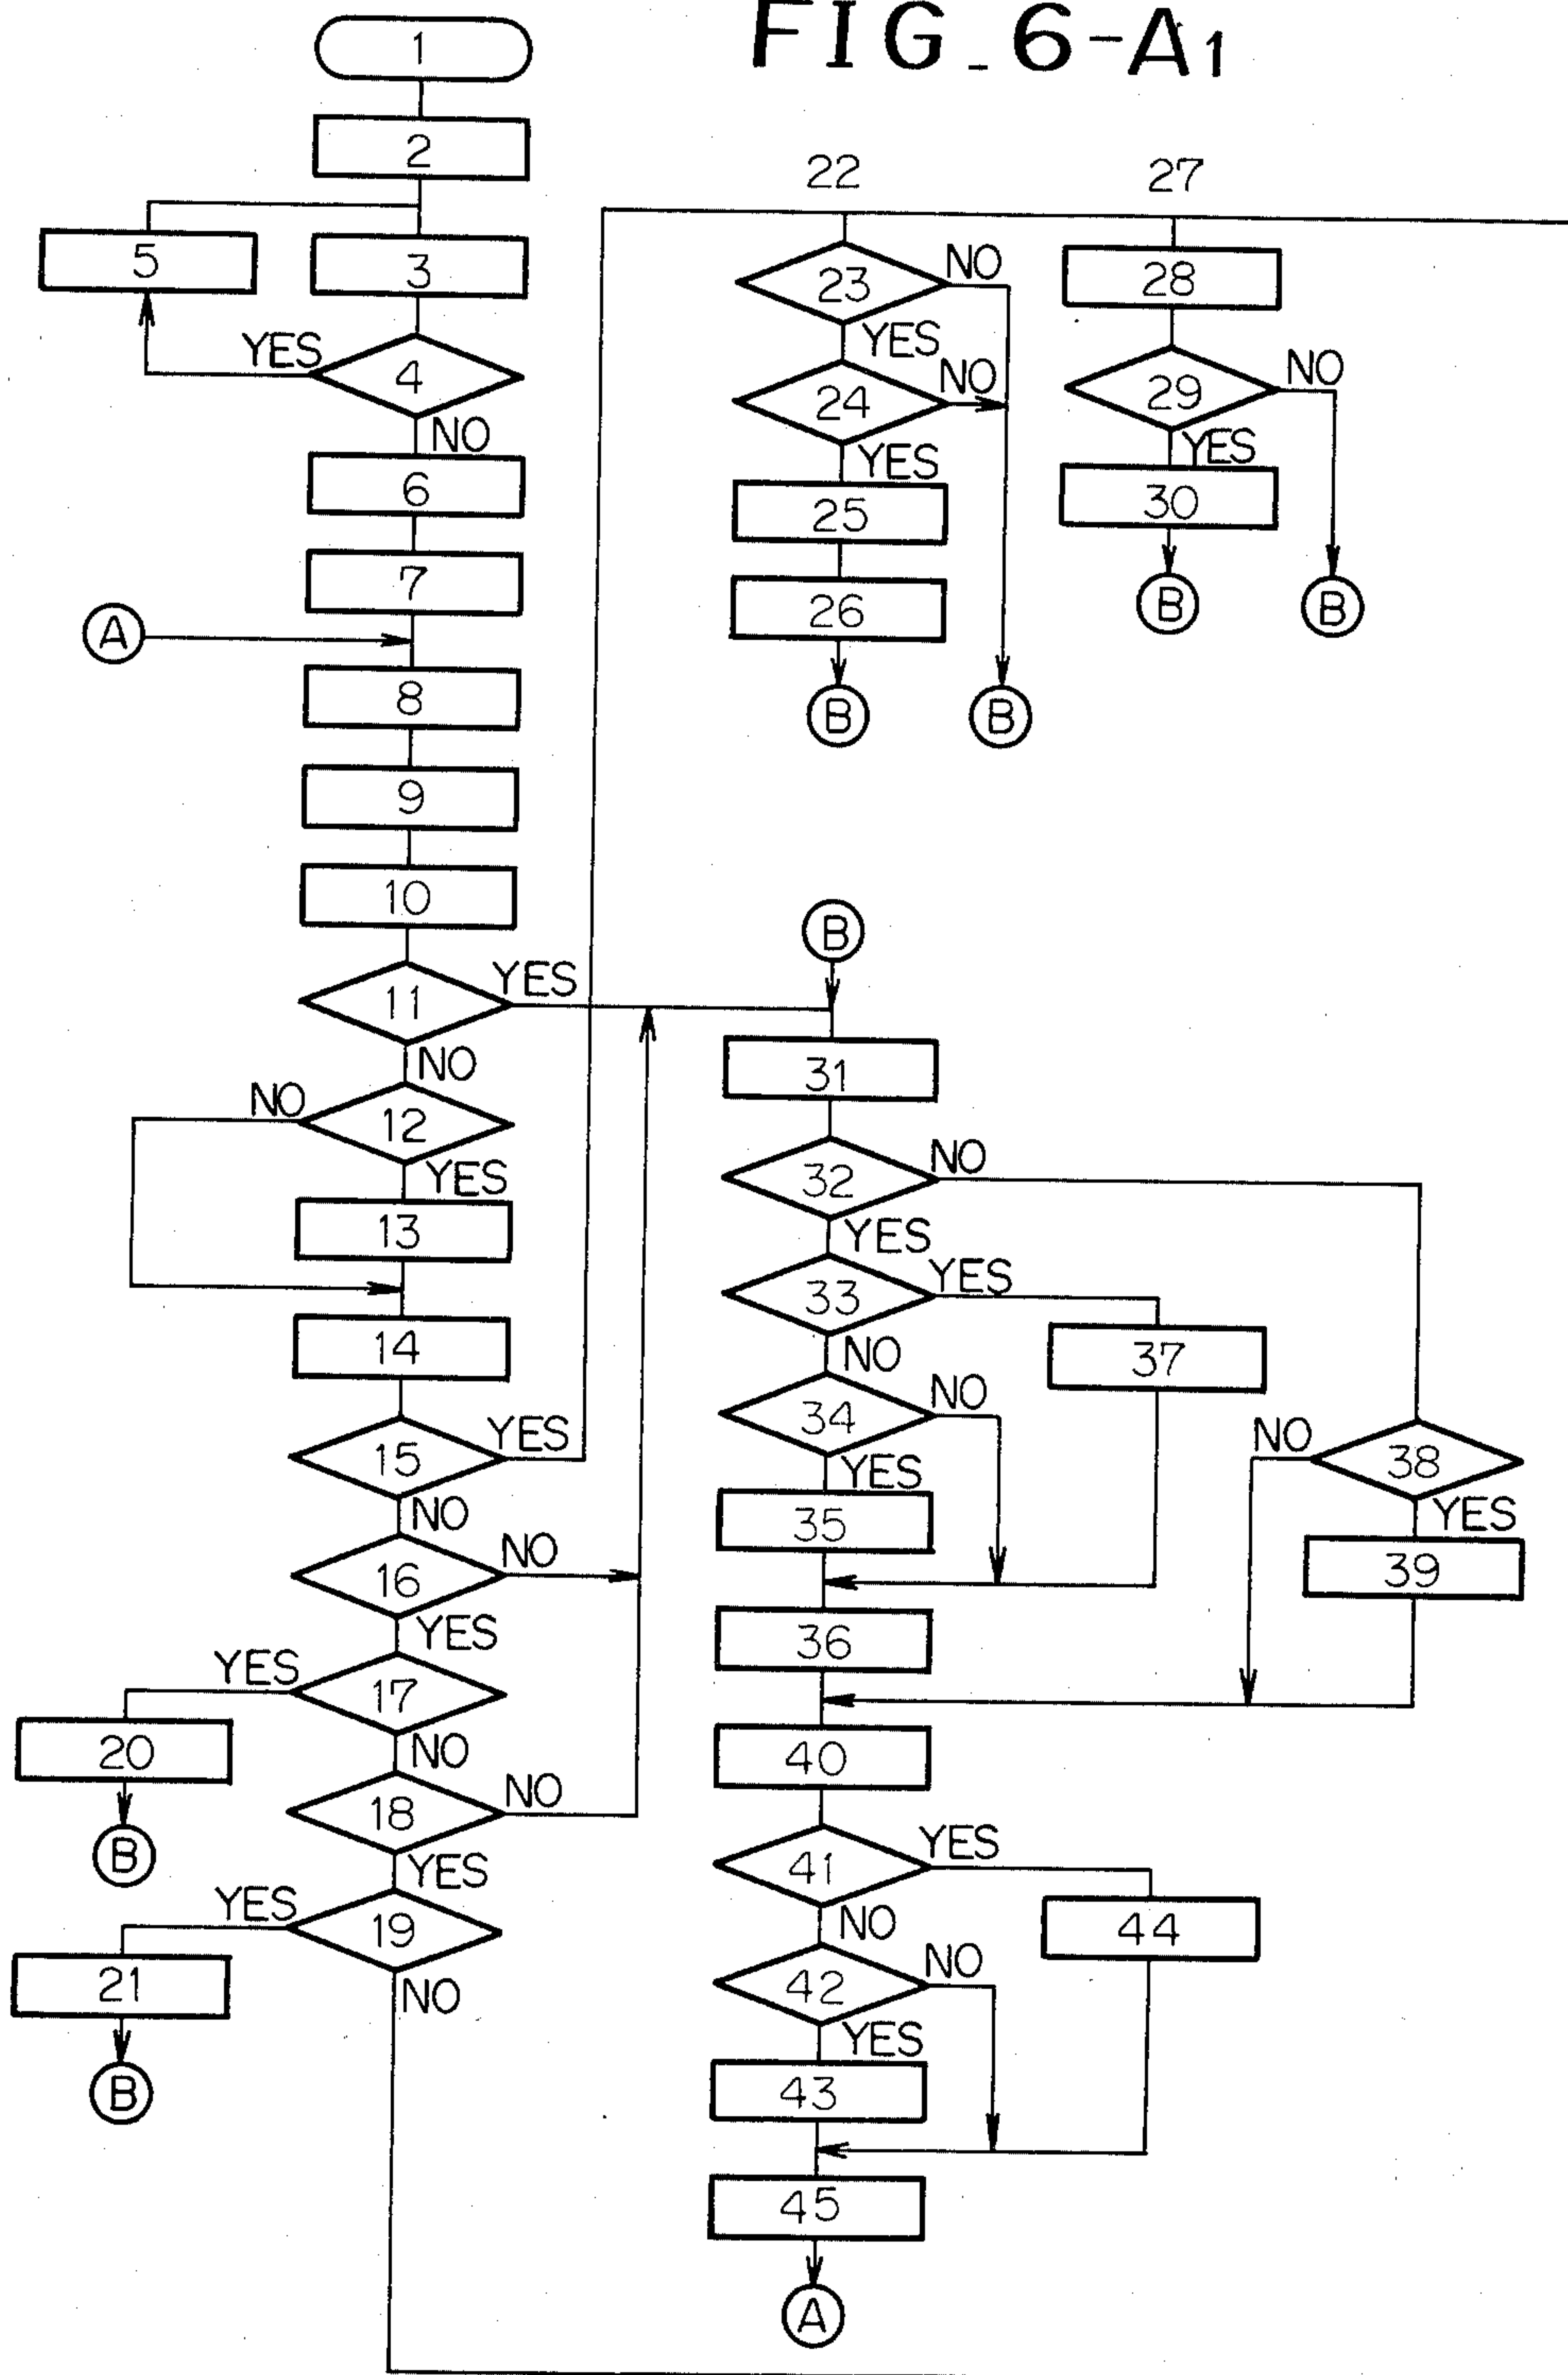 FIG. 6-A1
1
2
3
5
YES
4
NO
6
7
A
8
9
10
11
YES
NO
12
NO
YES
13
14
15
YES
NO
16
NO
YES
17
YES
NO
20
B
18
NO
YES
19
YES
NO
21
B
22
23
NO
YES
24
NO
YES
25
26
B
B
27
28
29
NO
YES
30
B
B
B
31
32
NO
YES
33
YES
NO
37
34
NO
YES
35
36
38
NO
YES
39
40
41
YES
NO
44
42
NO
YES
43
45
A